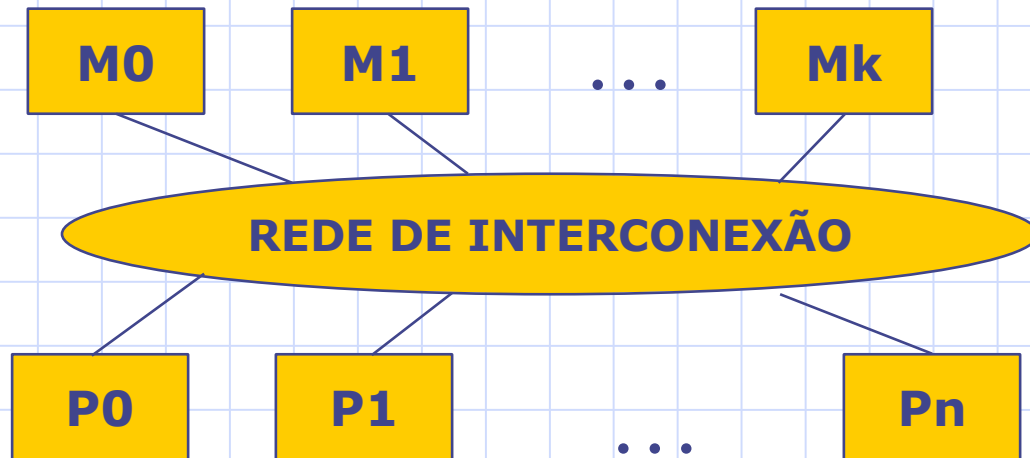 M0 M1 ... Mk
REDE DE INTERCONEXÃO
P0 P1 ... Pn